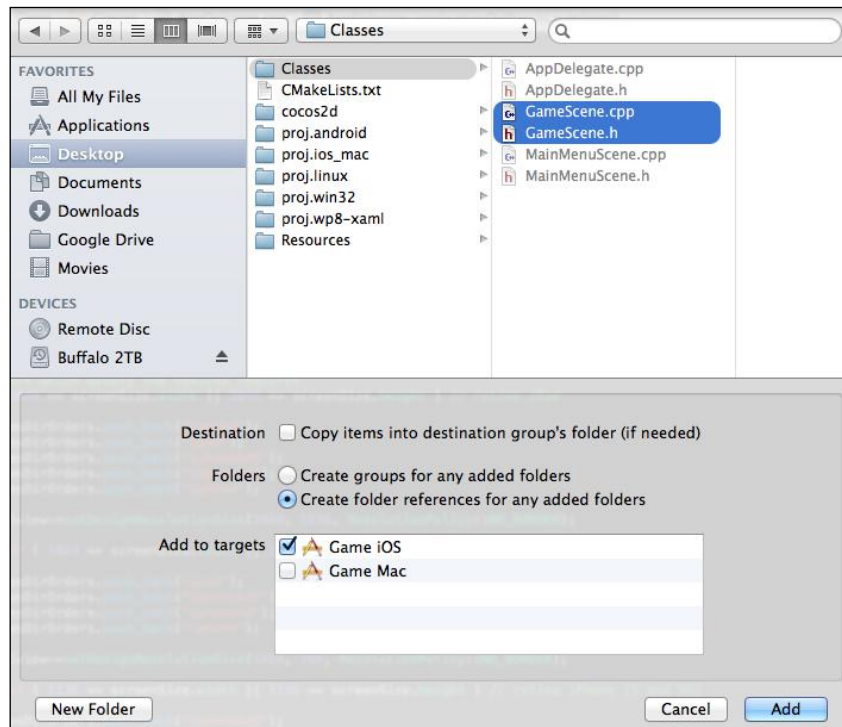 Classes
FAVORITES
All My Files
Applications
Desktop
Documents
Downloads
Google Drive
Movies
DEVICES
Remote Disc
Buffalo 2TB
Classes
CMakeLists.txt
cocos2d
proj.android
proj.ios_mac
proj.linux
proj.win32
proj.wp8-xaml
Resources
AppDelegate.cpp
AppDelegate.h
GameScene.cpp
GameScene.h
MainMenuScene.cpp
MainMenuScene.h
Destination Copy items into destination group's folder (if needed)
Folders Create groups for any added folders
Create folder references for any added folders
Add to targets Game iOS
Game Mac
New Folder Cancel Add